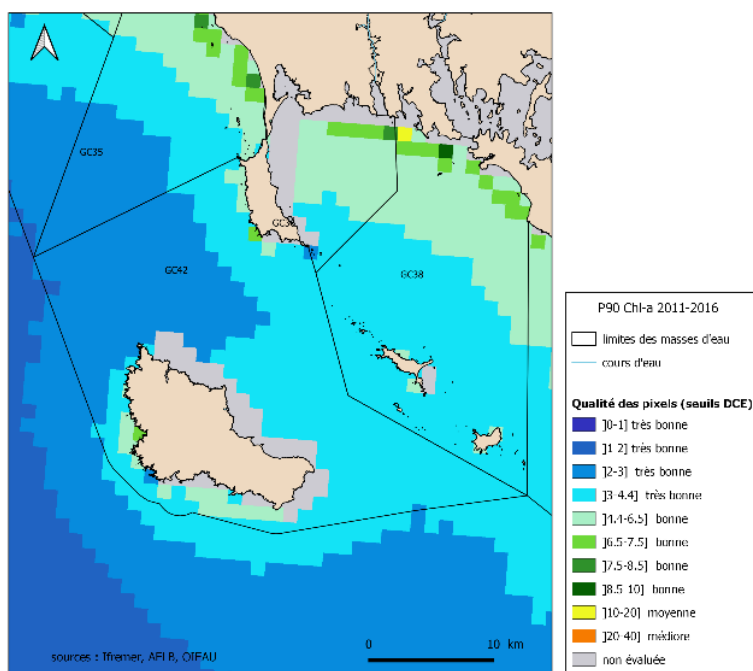 GC35
GC36
GC42
GC38
sources : Ifremer, AELB, OIEAU
0 10 km
P90 Chl-a 2011-2016
limites des masses d'eau
cours d'eau
Qualité des pixels (seuils DCE)
]0-1] très bonne
]1 2] très bonne
]2-3] très bonne
]3-4.4] très bonne
]4.4-6.5] bonne
]6.5-7.5] bonne
]7.5-8.5] bonne
]8.5 10] bonne
]10-20] moyenne
]20-40] médiore
non évaluée